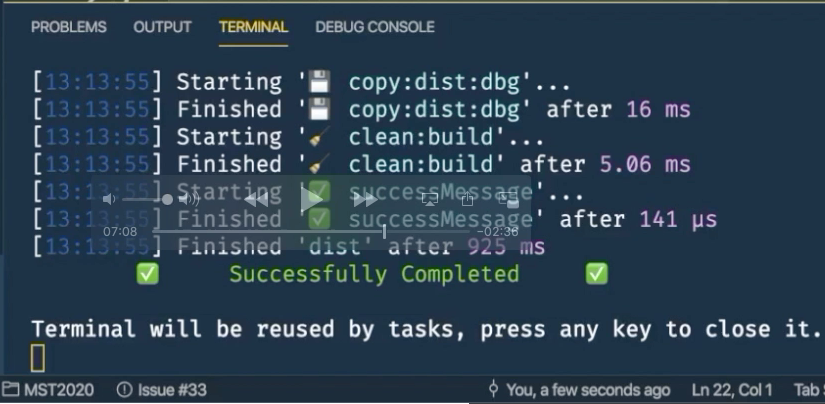 PROBLEMS OUTPUT TERMINAL DEBUG CONSOLE
[13:13:55] Starting '💾 copy:dist:dbg'...
[13:13:55] Finished '💾 copy:dist:dbg' after 16 ms
[13:13:55] Starting '🧹 clean:build'...
[13:13:55] Finished '🧹 clean:build' after 5.06 ms
[13:13:55] Starting '✅ successMessage'...
[13:13:55] Finished '✅ successMessage' after 141 μs
07:08 -02:36
[13:13:55] Finished 'dist' after 925 ms
✅ Successfully Completed ✅
Terminal will be reused by tasks, press any key to close it.
MST2020 Issue #33 You, a few seconds ago Ln 22, Col 1 Tab